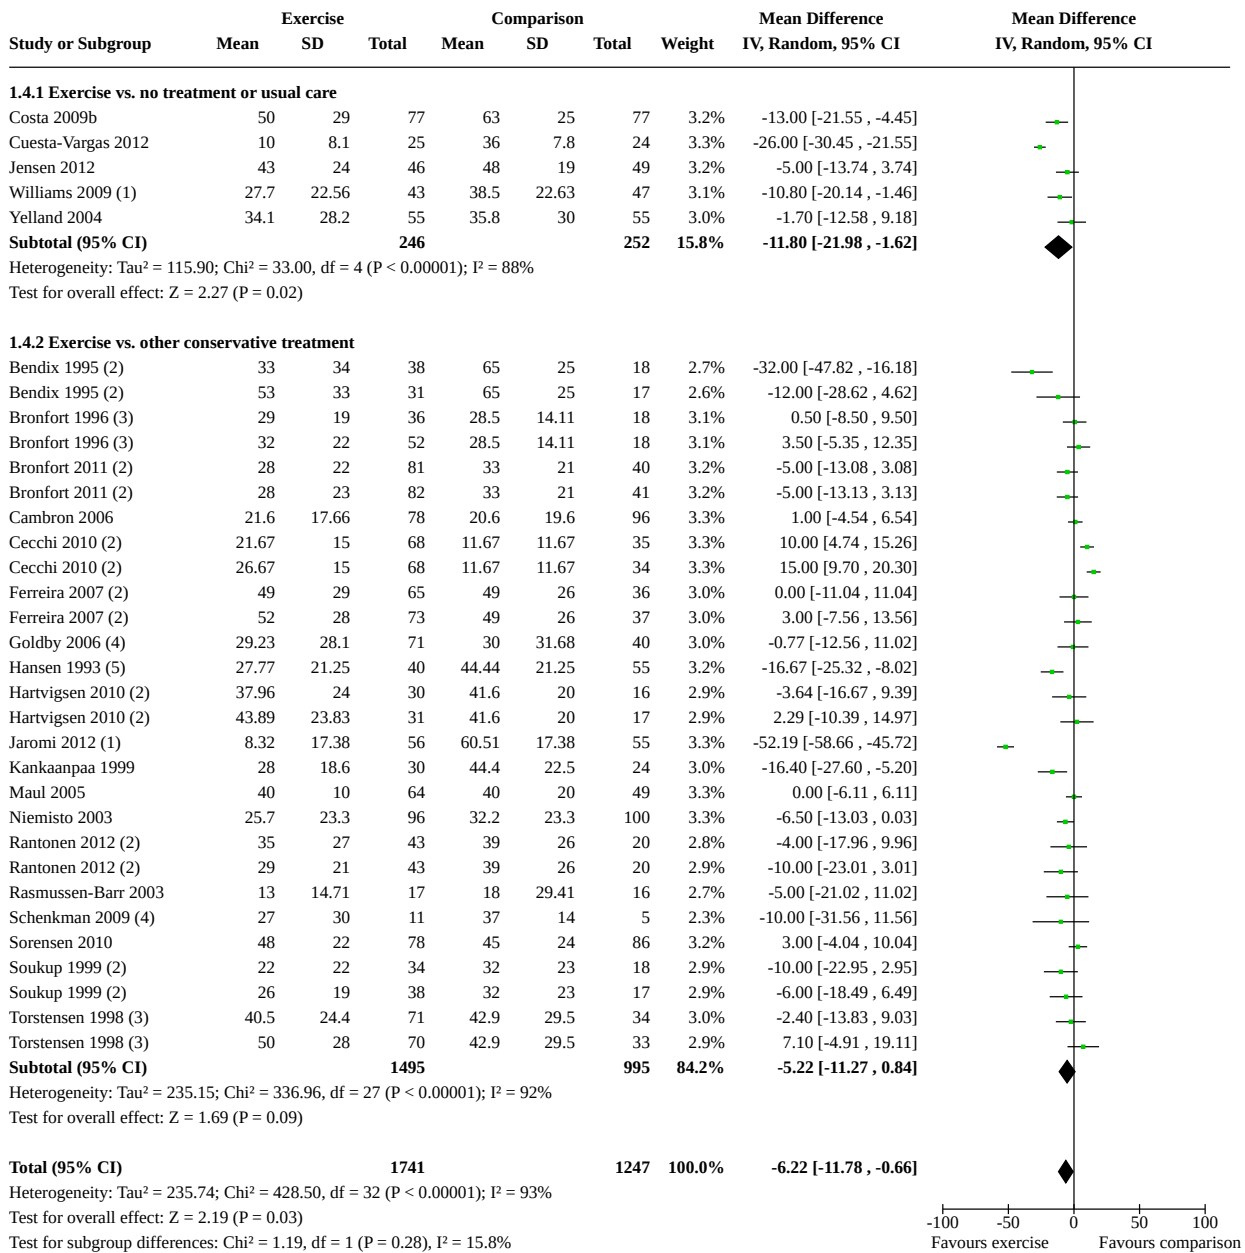 Exercise Comparison Mean Difference Mean Difference
Study or Subgroup Mean SD Total Mean SD Total Weight IV, Random, 95% CI IV, Random, 95% CI
1.4.1 Exercise vs. no treatment or usual care
Costa 2009b 50 29 77 63 25 77 3.2% -13.00 [-21.55 , -4.45]
Cuesta-Vargas 2012 10 8.1 25 36 7.8 24 3.3% -26.00 [-30.45 , -21.55]
Jensen 2012 43 24 46 48 19 49 3.2% -5.00 [-13.74 , 3.74]
Williams 2009 (1) 27.7 22.56 43 38.5 22.63 47 3.1% -10.80 [-20.14 , -1.46]
Yelland 2004 34.1 28.2 55 35.8 30 55 3.0% -1.70 [-12.58 , 9.18]
Subtotal (95% CI) 246 252 15.8% -11.80 [-21.98 , -1.62]
Heterogeneity: Tau² = 115.90; Chi² = 33.00, df = 4 (P < 0.00001); I² = 88%
Test for overall effect: Z = 2.27 (P = 0.02)
1.4.2 Exercise vs. other conservative treatment
Bendix 1995 (2) 33 34 38 65 25 18 2.7% -32.00 [-47.82 , -16.18]
Bendix 1995 (2) 53 33 31 65 25 17 2.6% -12.00 [-28.62 , 4.62]
Bronfort 1996 (3) 29 19 36 28.5 14.11 18 3.1% 0.50 [-8.50 , 9.50]
Bronfort 1996 (3) 32 22 52 28.5 14.11 18 3.1% 3.50 [-5.35 , 12.35]
Bronfort 2011 (2) 28 22 81 33 21 40 3.2% -5.00 [-13.08 , 3.08]
Bronfort 2011 (2) 28 23 82 33 21 41 3.2% -5.00 [-13.13 , 3.13]
Cambron 2006 21.6 17.66 78 20.6 19.6 96 3.3% 1.00 [-4.54 , 6.54]
Cecchi 2010 (2) 21.67 15 68 11.67 11.67 35 3.3% 10.00 [4.74 , 15.26]
Cecchi 2010 (2) 26.67 15 68 11.67 11.67 34 3.3% 15.00 [9.70 , 20.30]
Ferreira 2007 (2) 49 29 65 49 26 36 3.0% 0.00 [-11.04 , 11.04]
Ferreira 2007 (2) 52 28 73 49 26 37 3.0% 3.00 [-7.56 , 13.56]
Goldby 2006 (4) 29.23 28.1 71 30 31.68 40 3.0% -0.77 [-12.56 , 11.02]
Hansen 1993 (5) 27.77 21.25 40 44.44 21.25 55 3.2% -16.67 [-25.32 , -8.02]
Hartvigsen 2010 (2) 37.96 24 30 41.6 20 16 2.9% -3.64 [-16.67 , 9.39]
Hartvigsen 2010 (2) 43.89 23.83 31 41.6 20 17 2.9% 2.29 [-10.39 , 14.97]
Jaromi 2012 (1) 8.32 17.38 56 60.51 17.38 55 3.3% -52.19 [-58.66 , -45.72]
Kankaanpaa 1999 28 18.6 30 44.4 22.5 24 3.0% -16.40 [-27.60 , -5.20]
Maul 2005 40 10 64 40 20 49 3.3% 0.00 [-6.11 , 6.11]
Niemisto 2003 25.7 23.3 96 32.2 23.3 100 3.3% -6.50 [-13.03 , 0.03]
Rantonen 2012 (2) 35 27 43 39 26 20 2.8% -4.00 [-17.96 , 9.96]
Rantonen 2012 (2) 29 21 43 39 26 20 2.9% -10.00 [-23.01 , 3.01]
Rasmussen-Barr 2003 13 14.71 17 18 29.41 16 2.7% -5.00 [-21.02 , 11.02]
Schenkman 2009 (4) 27 30 11 37 14 5 2.3% -10.00 [-31.56 , 11.56]
Sorensen 2010 48 22 78 45 24 86 3.2% 3.00 [-4.04 , 10.04]
Soukup 1999 (2) 22 22 34 32 23 18 2.9% -10.00 [-22.95 , 2.95]
Soukup 1999 (2) 26 19 38 32 23 17 2.9% -6.00 [-18.49 , 6.49]
Torstensen 1998 (3) 40.5 24.4 71 42.9 29.5 34 3.0% -2.40 [-13.83 , 9.03]
Torstensen 1998 (3) 50 28 70 42.9 29.5 33 2.9% 7.10 [-4.91 , 19.11]
Subtotal (95% CI) 1495 995 84.2% -5.22 [-11.27 , 0.84]
Heterogeneity: Tau² = 235.15; Chi² = 336.96, df = 27 (P < 0.00001); I² = 92%
Test for overall effect: Z = 1.69 (P = 0.09)
Total (95% CI) 1741 1247 100.0% -6.22 [-11.78 , -0.66]
Heterogeneity: Tau² = 235.74; Chi² = 428.50, df = 32 (P < 0.00001); I² = 93%
Test for overall effect: Z = 2.19 (P = 0.03)
-100 -50 0 50 100
Test for subgroup differences: Chi² = 1.19, df = 1 (P = 0.28), I² = 15.8% Favours exercise Favours comparison